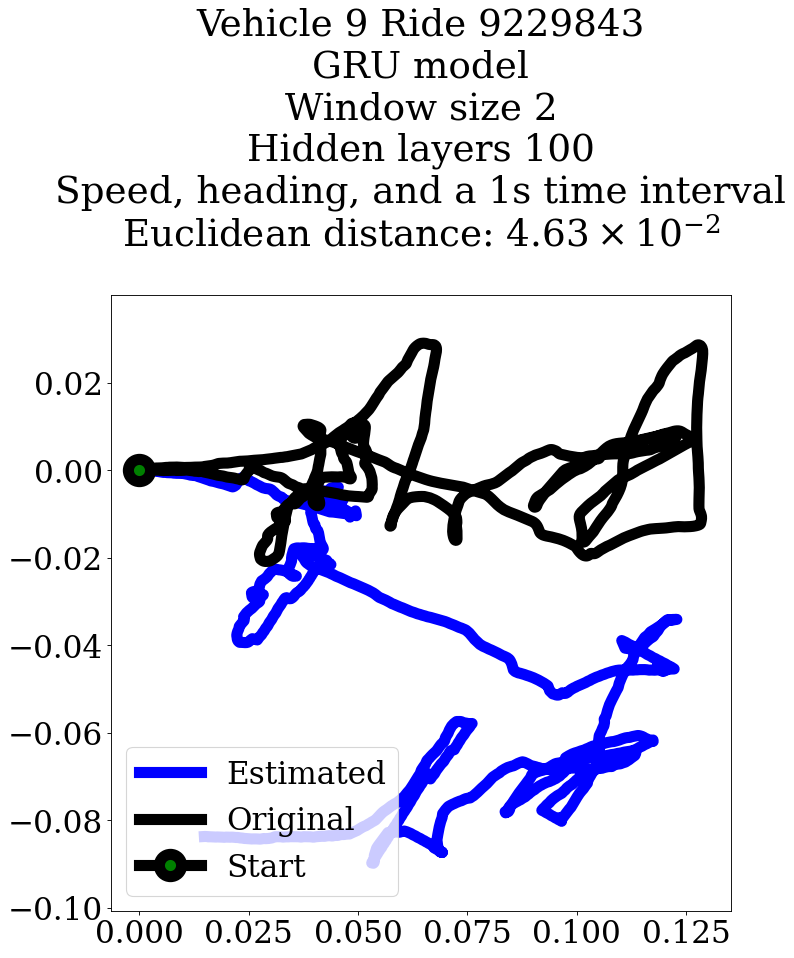 Vehicle 9 Ride 9229843
GRU model
Window size 2
Hidden layers 100
Speed, heading, and a 1s time interval
Euclidean distance: 4.63 × 10⁻²
0.02
0.00
−0.02
−0.04
−0.06
−0.08
−0.10
Estimated
Original
Start
0.000 0.025 0.050 0.075 0.100 0.125